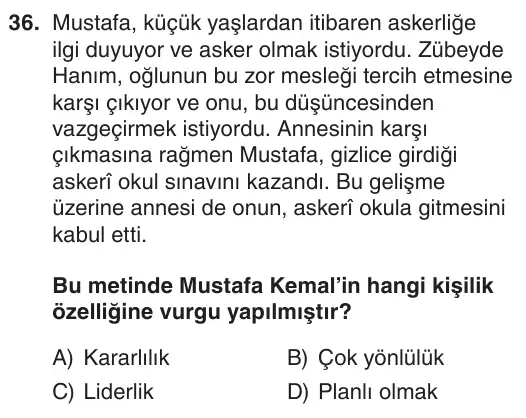 36. Mustafa, küçük yaşlardan itibaren askerliğe
ilgi duyuyor ve asker olmak istiyordu. Zübeyde
Hanım, oğlunun bu zor mesleği tercih etmesine
karşı çıkıyor ve onu, bu düşüncesinden
vazgeçirmek istiyordu. Annesinin karşı
çıkmasına rağmen Mustafa, gizlice girdiği
askerî okul sınavını kazandı. Bu gelişme
üzerine annesi de onun, askerî okula gitmesini
kabul etti.
Bu metinde Mustafa Kemal’in hangi kişilik
özelliğine vurgu yapılmıştır?
A) Kararlılık B) Çok yönlülük
C) Liderlik D) Planlı olmak